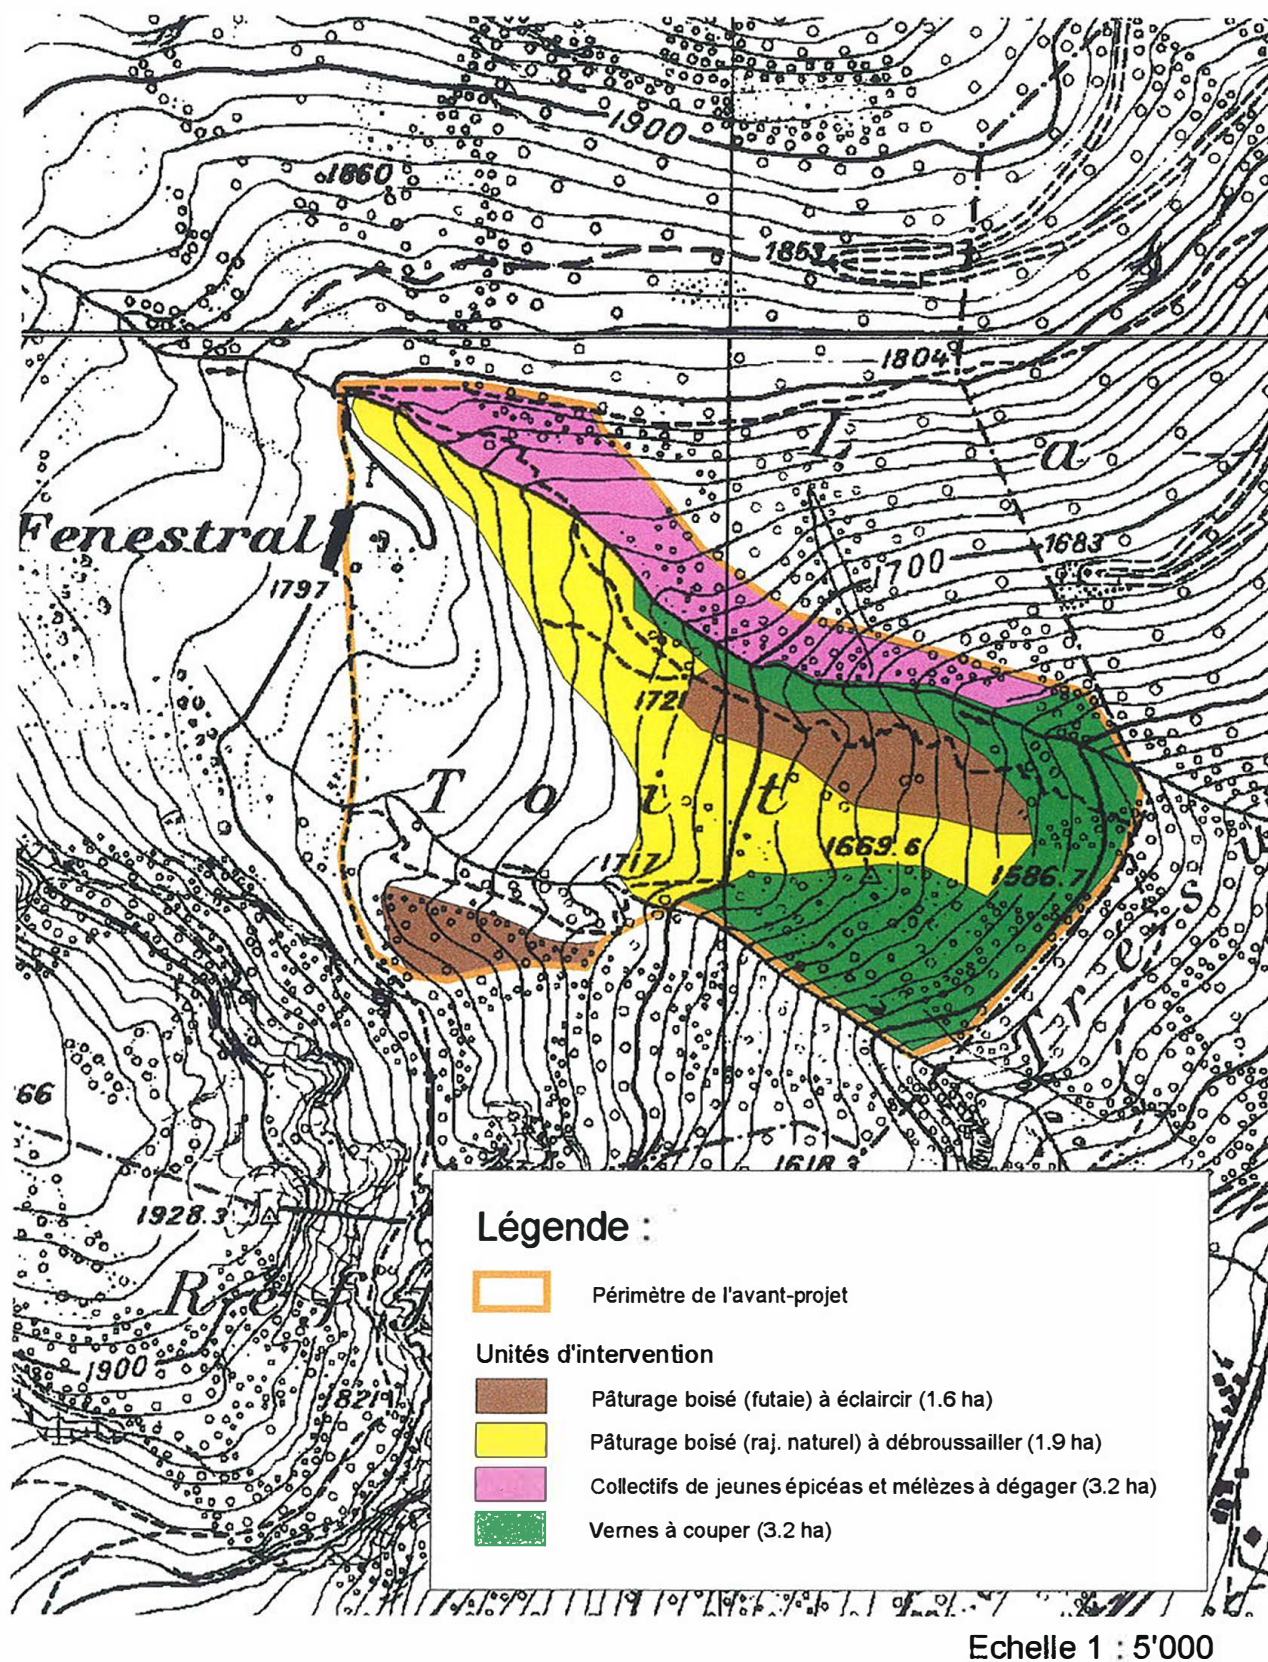 1900
1860
1853
1804
L a
Fenestral
1683
1700
1797
1721
T o i t
1669.6
1717
1586.7
Tresu
66
1618
1928.3
1900
Légende :
Périmètre de l'avant-projet
Unités d'intervention
Pâturage boisé (futaie) à éclaircir (1.6 ha)
Pâturage boisé (raj. naturel) à débroussailler (1.9 ha)
Collectifs de jeunes épicéas et mélèzes à dégager (3.2 ha)
Vernes à couper (3.2 ha)
Echelle 1 : 5'000